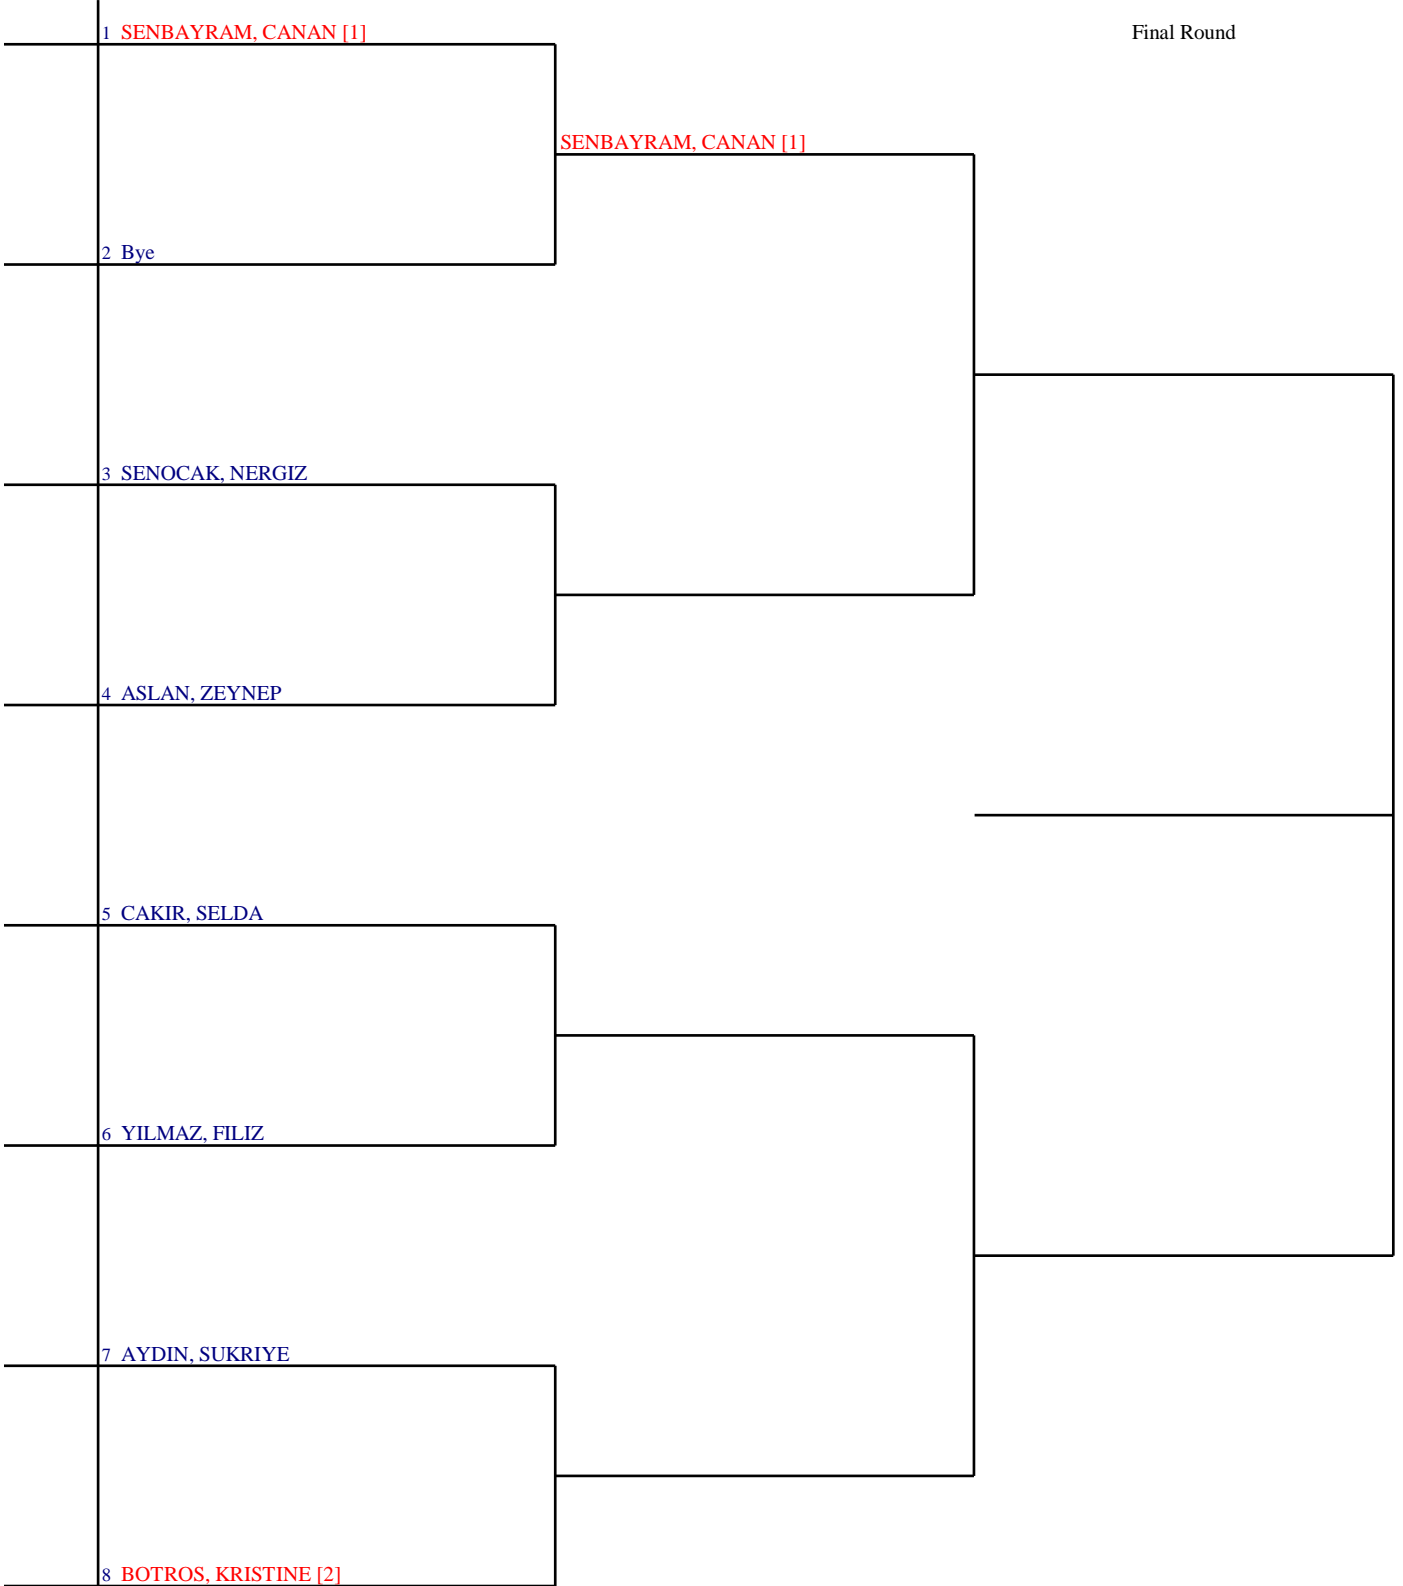 1 SENBAYRAM, CANAN [1]
Final Round
SENBAYRAM, CANAN [1]
2 Bye
3 SENOCAK, NERGIZ
4 ASLAN, ZEYNEP
5 CAKIR, SELDA
6 YILMAZ, FILIZ
7 AYDIN, SUKRIYE
8 BOTROS, KRISTINE [2]